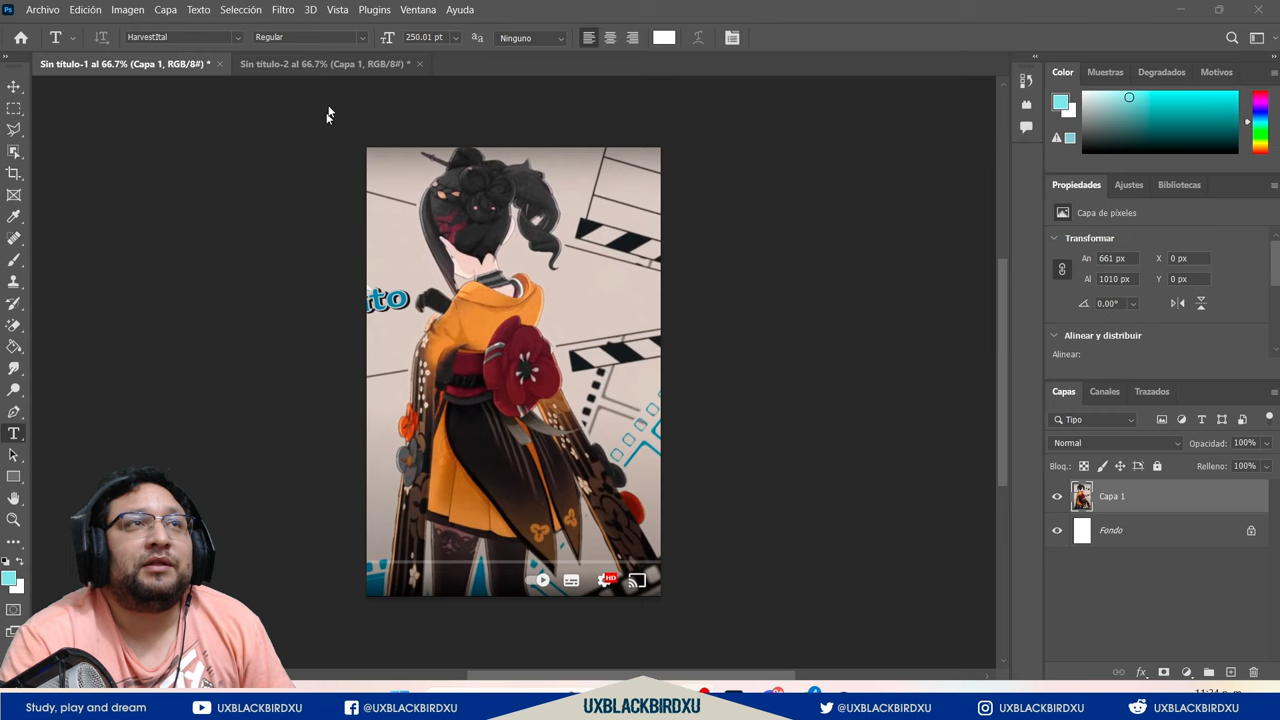 Ps Archivo Edición Imagen Capa Texto Selección Filtro 3D Vista Plugins Ventana Ayuda
T HarvestItal Regular 250.01 pt Ninguno
Sin título-1 al 66.7% (Capa 1, RGB/8#) * Sin título-2 al 66.7% (Capa 1, RGB/8#) *
Color Muestras Degradados Motivos
Propiedades Ajustes Bibliotecas
Capa de píxeles
Transformar
An 661 px X 0 px
Al 1010 px Y 0 px
0.00°
Alinear y distribuir
Alinear:
Capas Canales Trazados
Tipo
Normal Opacidad: 100%
Bloq.: Relleno: 100%
Capa 1
Fondo
HD
Study, play and dream UXBLACKBIRDXU @UXBLACKBIRDXU UXBLACKBIRDXU @UXBLACKBIRDXU UXBLACKBIRDXU UXBLACKBIRDXU